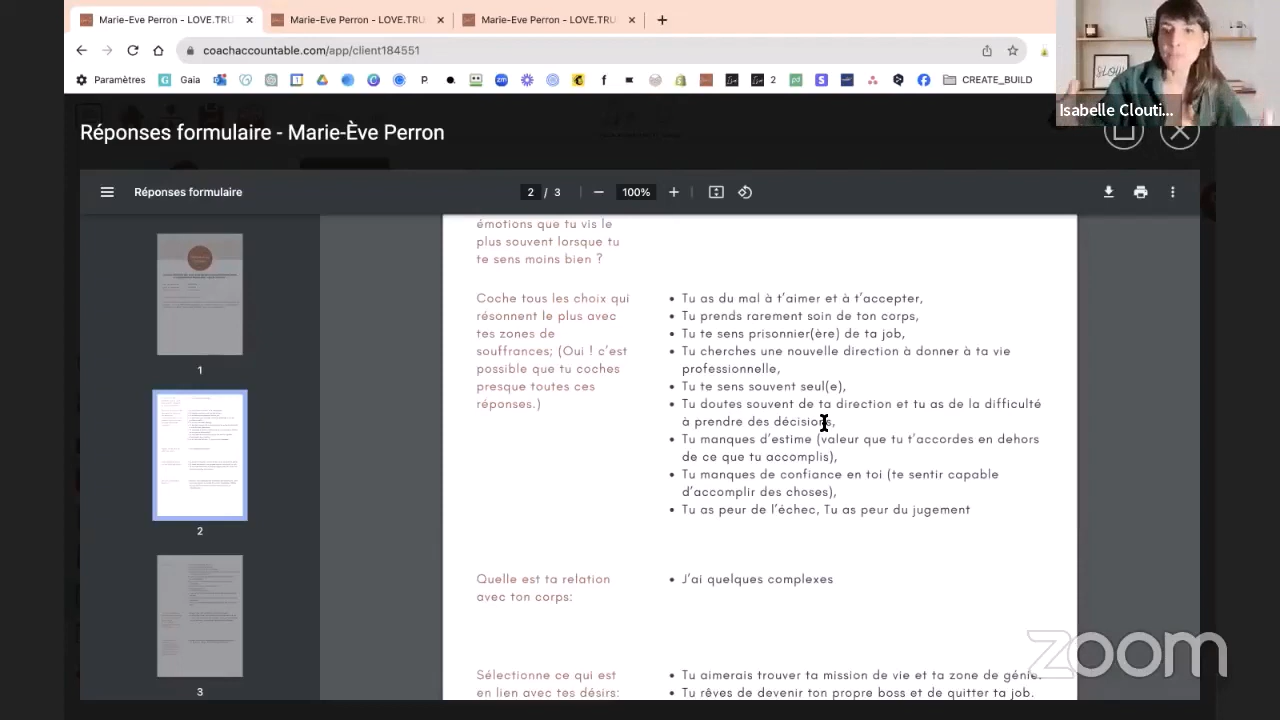 Marie-Eve Perron - LOVE.TRU
Marie-Eve Perron - LOVE.TRU
Marie-Eve Perron - LOVE.TRU
coachaccountable.com/app/client184551
Paramètres
Gaia
2
CREATE_BUILD
SLOW
Isabelle Clouti...
Réponses formulaire - Marie-Ève Perron
Réponses formulaire
2 / 3
100%
1
2
3
émotions que tu vis le
plus souvent lorsque tu
te sens moins bien ?
Coche tous les choix qui
résonnent le plus avec
tes zones de
souffrances; (Oui ! c'est
possible que tu coches
presque toutes ces
réponses.)
• Tu as du mal à t'aimer et à t'accepter,
• Tu prends rarement soin de ton corps,
• Tu te sens prisonnier(ère) de ta job,
• Tu cherches une nouvelle direction à donner à ta vie
professionnelle,
• Tu te sens souvent seul(e),
• Tu doutes souvent de ta direction et tu as de la difficulté
à prendre des décisions,
• Tu manques d'estime (valeur que tu t'accordes en dehors
de ce que tu accomplis),
• Tu manques de confiance en toi (te sentir capable
d'accomplir des choses),
• Tu as peur de l'échec, Tu as peur du jugement
Quelle est ta relation
avec ton corps:
• J'ai quelques complexes
Sélectionne ce qui est
en lien avec tes désirs:
• Tu aimerais trouver ta mission de vie et ta zone de génie.
• Tu rêves de devenir ton propre boss et de quitter ta job.
zoom